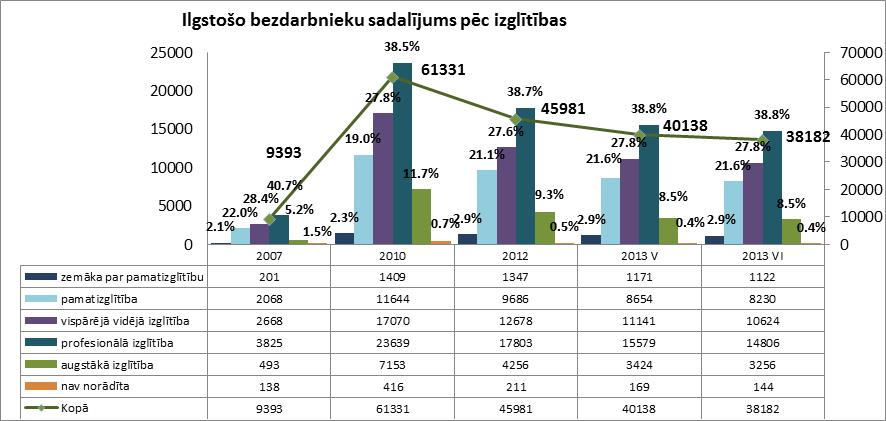 Ilgstošo bezdarbnieku sadalījums pēc izglītības
25000
20000
15000
10000
5000
0
70000
60000
50000
40000
30000
20000
10000
0
9393
61331
45981
40138
38182
2.1% 22.0% 28.4% 40.7% 5.2% 1.5%
2.3% 19.0% 27.8% 38.5% 11.7% 0.7%
2.9% 21.1% 27.6% 38.7% 9.3% 0.5%
2.9% 21.6% 27.8% 38.8% 8.5% 0.4%
2.9% 21.6% 27.8% 38.8% 8.5% 0.4%
2007 2010 2012 2013 V 2013 VI
zemāka par pamatizglītību 201 1409 1347 1171 1122
pamatizglītība 2068 11644 9686 8654 8230
vispārējā vidējā izglītība 2668 17070 12678 11141 10624
profesionālā izglītība 3825 23639 17803 15579 14806
augstākā izglītība 493 7153 4256 3424 3256
nav norādīta 138 416 211 169 144
Kopā 9393 61331 45981 40138 38182